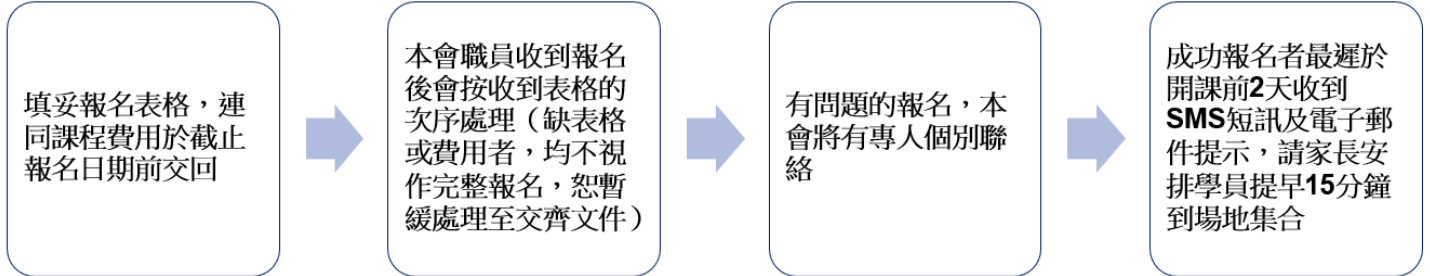 填妥報名表格，連
同課程費用於截止
報名日期前交回
本會職員收到報名
後會按收到表格的
次序處理（缺表格
或費用者，均不視
作完整報名，恕暫
緩處理至交齊文件）
有問題的報名，本
會將有專人個別聯
絡
成功報名者最遲於
開課前2天收到
SMS短訊及電子郵
件提示，請家長安
排學員提早15分鐘
到場地集合